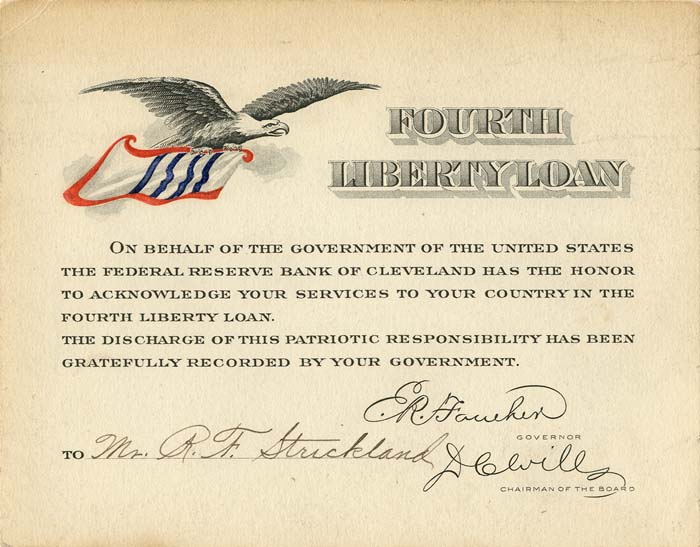 FOURTH
LIBERTY LOAN
ON BEHALF OF THE GOVERNMENT OF THE UNITED STATES
THE FEDERAL RESERVE BANK OF CLEVELAND HAS THE HONOR
TO ACKNOWLEDGE YOUR SERVICES TO YOUR COUNTRY IN THE
FOURTH LIBERTY LOAN.
THE DISCHARGE OF THIS PATRIOTIC RESPONSIBILITY HAS BEEN
GRATEFULLY RECORDED BY YOUR GOVERNMENT.
E.R. Fancher
GOVERNOR
TO Mr. R. F. Strickland
D C Wills
CHAIRMAN OF THE BOARD